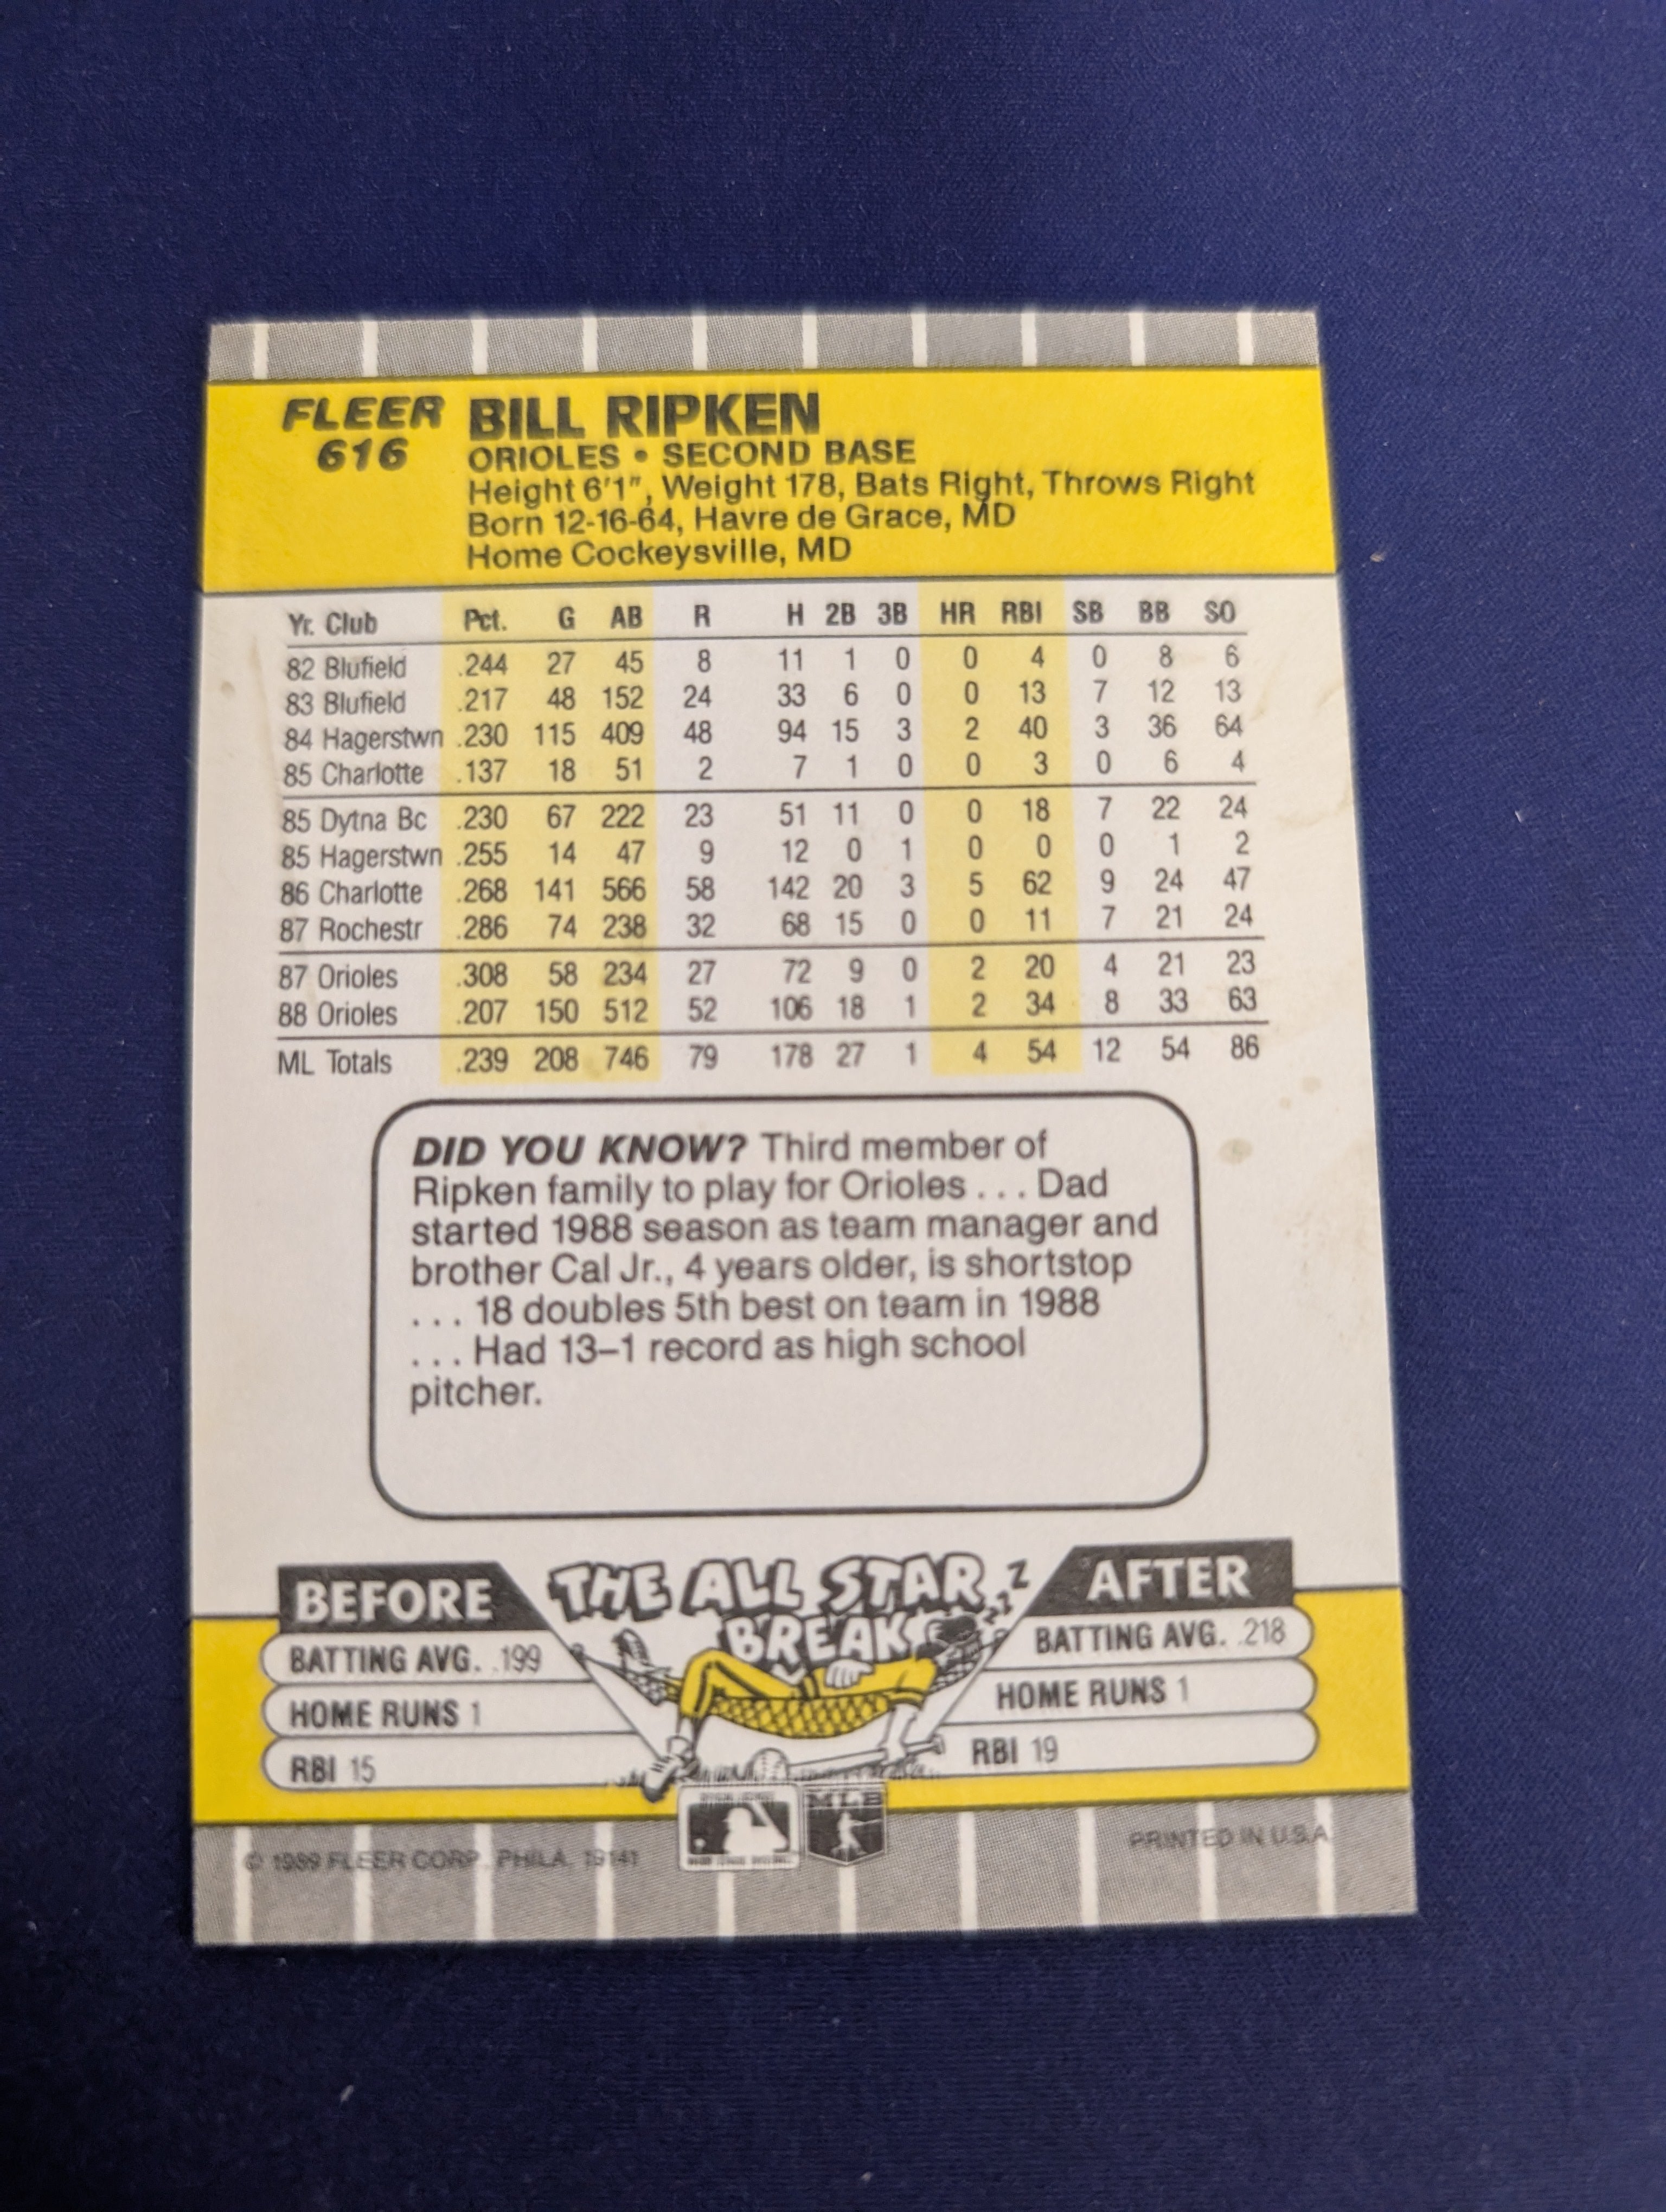 FLEER BILL RIPKEN
616 ORIOLES • SECOND BASE
Height 6'1", Weight 178, Bats Right, Throws Right
Born 12-16-64, Havre de Grace, MD
Home Cockeysville, MD
Yr. Club Pct. G AB R H 2B 3B HR RBI SB BB SO
82 Blufield .244 27 45 8 11 1 0 0 4 0 8 6
83 Blufield .217 48 152 24 33 6 0 0 13 7 12 13
84 Hagerstwn .230 115 409 48 94 15 3 2 40 3 36 64
85 Charlotte .137 18 51 2 7 1 0 0 3 0 6 4
85 Dytna Bc .230 67 222 23 51 11 0 0 18 7 22 24
85 Hagerstwn .255 14 47 9 12 0 1 0 0 0 1 2
86 Charlotte .268 141 566 58 142 20 3 5 62 9 24 47
87 Rochestr .286 74 238 32 68 15 0 0 11 7 21 24
87 Orioles .308 58 234 27 72 9 0 2 20 4 21 23
88 Orioles .207 150 512 52 106 18 1 2 34 8 33 63
ML Totals .239 208 746 79 178 27 1 4 54 12 54 86
DID YOU KNOW? Third member of
Ripken family to play for Orioles . . . Dad
started 1988 season as team manager and
brother Cal Jr., 4 years older, is shortstop
. . . 18 doubles 5th best on team in 1988
. . . Had 13–1 record as high school
pitcher.
THE ALL STAR
BREAK
Z Z Z
BEFORE
BATTING AVG. .199
HOME RUNS 1
RBI 15
AFTER
BATTING AVG. .218
HOME RUNS 1
RBI 19
MLB
© 1989 FLEER CORP. PHILA. 19141
PRINTED IN U.S.A.